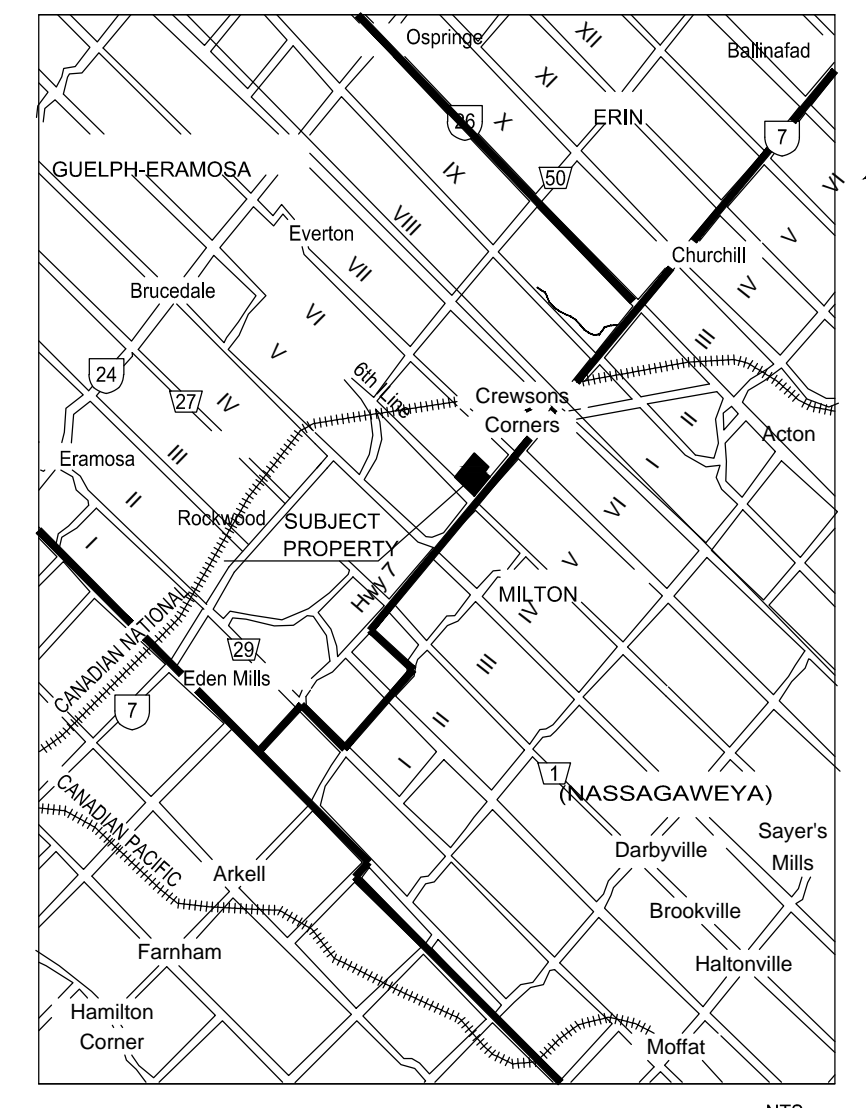 Ospringe
XII
Ballinafad
XI
26
X
ERIN
7
GUELPH-ERAMOSA
IX
50
VI
VIII
V
Everton
Churchill
VII
IV
Brucedale
VI
III
V
24
6th Line
27
IV
Crewsons
Corners
II
Acton
Eramosa
III
I
II
Rockwood
SUBJECT
PROPERTY
VI
I
V
Hwy 7
MILTON
IV
CANADIAN NATIONAL
29
III
Eden Mills
7
II
I
1
(NASSAGAWEYA)
CANADIAN PACIFIC
Sayer's
Mills
Darbyville
Arkell
Brookville
Farnham
Haltonville
Hamilton
Corner
Moffat